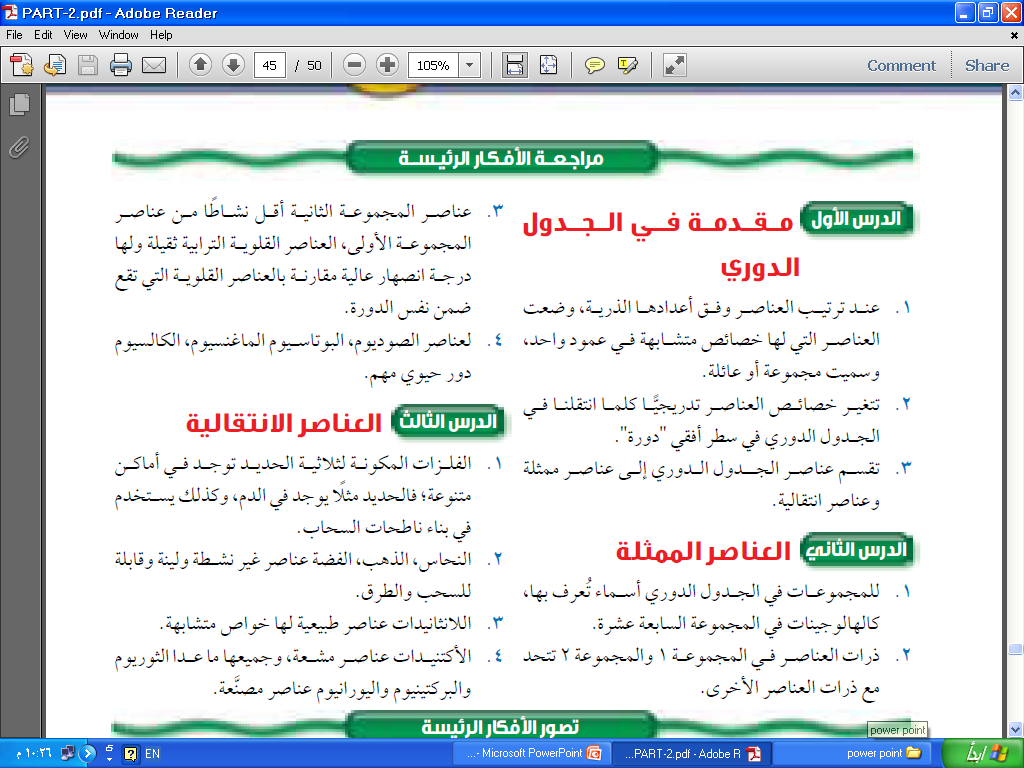 PART-2.pdf - Adobe Reader
File Edit View Window Help
45 / 50 105% Comment Share
مراجعة الأفكار الرئيسة
الدرس الأول مقدمة في الجدول
الدوري
١. عند ترتيب العناصر وفق أعدادها الذرية، وضعت
العناصر التي لها خصائص متشابهة في عمود واحد،
وسميت مجموعة أو عائلة.
٢. تتغير خصائص العناصر تدريجيًّا كلما انتقلنا في
الجدول الدوري في سطر أفقي "دورة".
٣. تقسم عناصر الجدول الدوري إلى عناصر ممثلة
وعناصر انتقالية.
الدرس الثاني العناصر الممثلة
١. للمجموعات في الجدول الدوري أسماء تُعرف بها،
كالهالوجينات في المجموعة السابعة عشرة.
٢. ذرات العناصر في المجموعة ١ والمجموعة ٢ تتحد
مع ذرات العناصر الأخرى.
٣. عناصر المجموعة الثانية أقل نشاطًا من عناصر
المجموعة الأولى، العناصر القلوية الترابية ثقيلة ولها
درجة انصهار عالية مقارنة بالعناصر القلوية التي تقع
ضمن نفس الدورة.
٤. لعناصر الصوديوم، البوتاسيوم الماغنسيوم، الكالسيوم
دور حيوي مهم.
الدرس الثالث العناصر الانتقالية
١. الفلزات المكونة لثلاثية الحديد توجد في أماكن
متنوعة؛ فالحديد مثلًا يوجد في الدم، وكذلك يستخدم
في بناء ناطحات السحاب.
٢. النحاس، الذهب، الفضة عناصر غير نشطة ولينة وقابلة
للسحب والطرق.
٣. اللانثانيدات عناصر طبيعية لها خواص متشابهة.
٤. الأكتنيدات عناصر مشعة، وجميعها ما عدا الثوريوم
والبركتينيوم واليورانيوم عناصر مصنَّعة.
تصور الأفكار الرئيسة
power point
ابدأ
power point
...PART-2.pdf - Adobe R
...- Microsoft PowerPoint
EN
١٠:٢٦ م